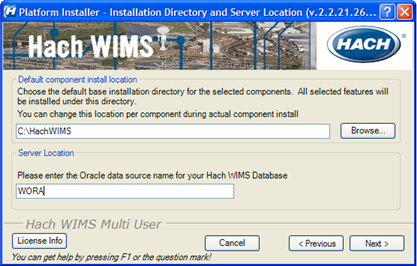 Platform Installer - Installation Directory and Server Location (v.2.2.21.26...
Hach WIMS
HACH
Default component install location
Choose the default base installation directory for the selected components. All selected features will
be installed under this directory.
You can change this location per component during actual component install
C:\HachWIMS
Browse...
Server Location
Please enter the Oracle data source name for your Hach WIMS Database
WORA
Hach WIMS Multi User
License Info
Cancel
< Previous
Next >
You can get help by pressing F1 or the question mark!